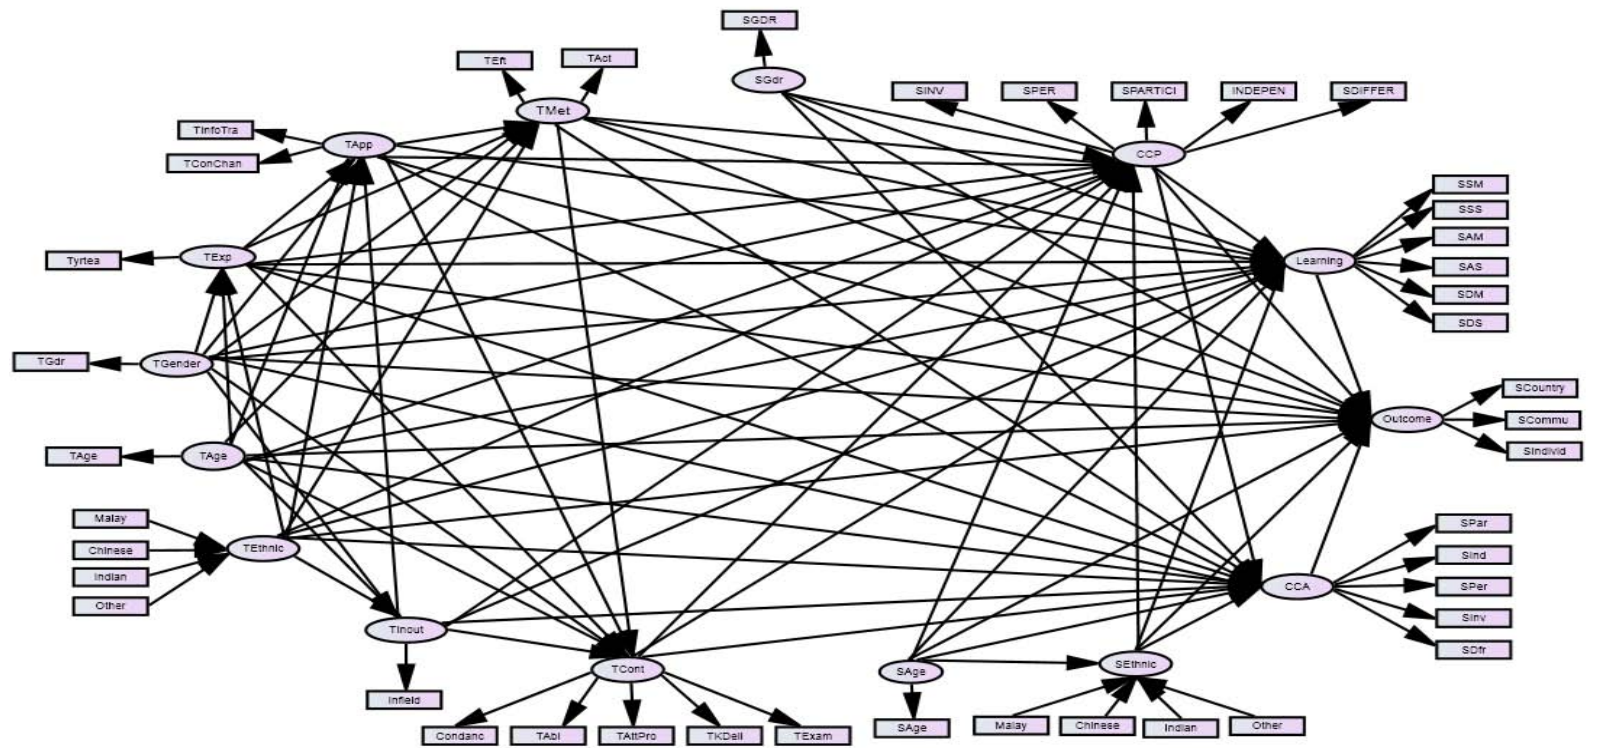 SGDR
TEft
TAct
SGdr
SINV
SPER
SPARTICI
INDEPEN
SDIFFER
TMet
TInfoTra
TApp
TConChan
CCP
SSM
SSS
SAM
SAS
SDM
SDS
Tyrtea
TExp
Learning
TGdr
TGender
SCountry
SCommu
SIndivid
Outcome
TAge
TAge
Malay
Chinese
Indian
Other
TEthnic
SPar
SInd
SPer
SInv
SDfr
CCA
TInout
TCont
SAge
SEthnic
Infield
Condanc
TAbi
TAttPro
TKDeli
TExam
SAge
Malay
Chinese
Indian
Other